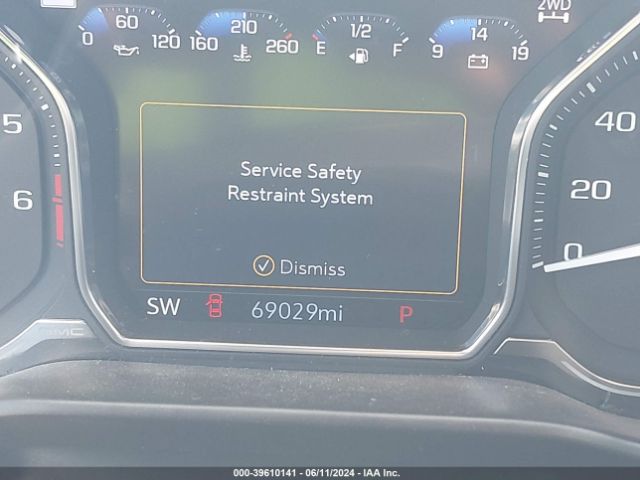 2WD
0 60 120 160 210 260 E 1/2 F 9 14 19
5
6
Service Safety
Restraint System
Dismiss
SW 69029mi P
GMC
40
20
0
000-39610141 - 06/11/2024 - IAA Inc.